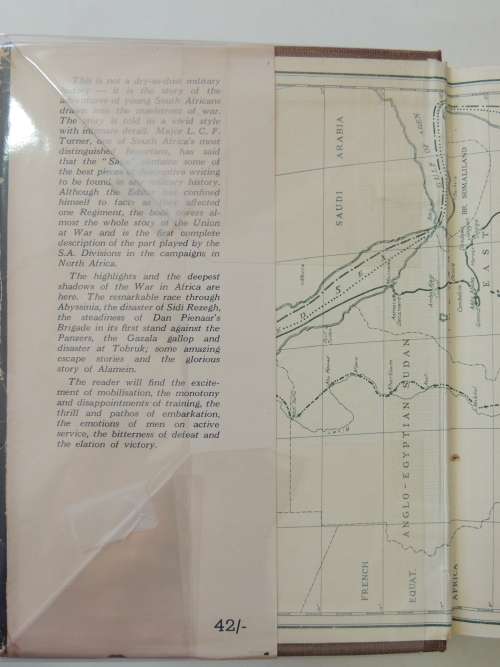 This is not a dry-as-dust military
history — it is the story of the
adventures of young South Africans
drawn into the maelstrom of war.
The story is told in a vivid style
with intimate detail. Major L. C. F.
Turner, one of South Africa's most
distinguished historians, has said
that the "Saga" contains some of
the best pieces of descriptive writing
to be found in any military history.
Although the Editor has confined
himself to facts as they affected
one Regiment, the book covers al-
most the whole story of the Union
at War and is the first complete
description of the part played by the
S.A. Divisions in the campaigns in
North Africa.
The highlights and the deepest
shadows of the War in Africa are
here. The remarkable race through
Abyssinia, the disaster of Sidi Rezegh,
the steadiness of Dan Pienaar's
Brigade in its first stand against the
Panzers, the Gazala gallop and
disaster at Tobruk; some amazing
escape stories and the glorious
story of Alamein.
The reader will find the excite-
ment of mobilisation, the monotony
and disappointments of training, the
thrill and pathos of embarkation,
the emotions of men on active
service, the bitterness of defeat and
the elation of victory.
42/-
SAUDI ARABIA
GULF OF ADEN
BR. SOMALILAND
EAST
RED SEA
Khartoum
ANGLO-EGYPTIAN SUDAN
FRENCH
EQUAT.
AFRICA